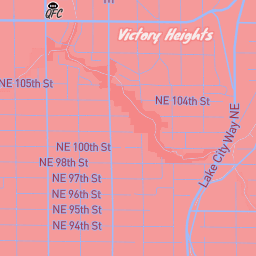 QFC
Victory Heights
NE 105th St
NE 104th St
Lake City Way NE
NE 100th St
NE 98th St
NE 97th St
NE 96th St
NE 95th St
NE 94th St